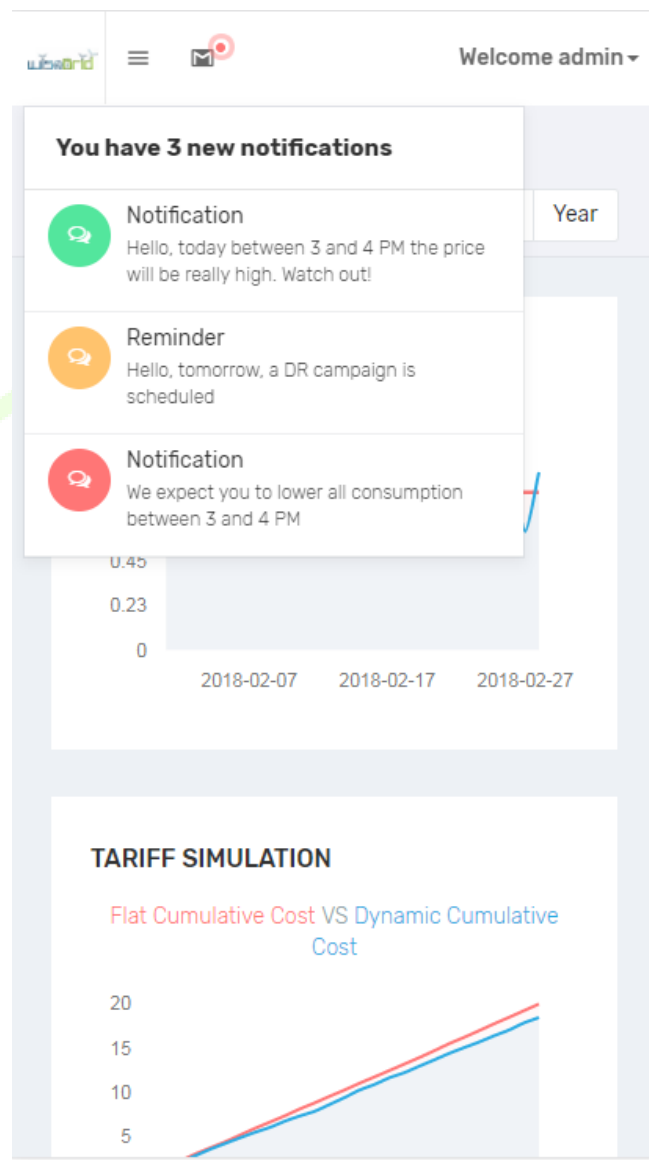 Welcome admin
You have 3 new notifications
Year
Notification
Hello, today between 3 and 4 PM the price
will be really high. Watch out!
Reminder
Hello, tomorrow, a DR campaign is
scheduled
Notification
We expect you to lower all consumption
between 3 and 4 PM
0.45
0.23
0
2018-02-07 2018-02-17 2018-02-27
TARIFF SIMULATION
Flat Cumulative Cost VS Dynamic Cumulative
Cost
20
15
10
5